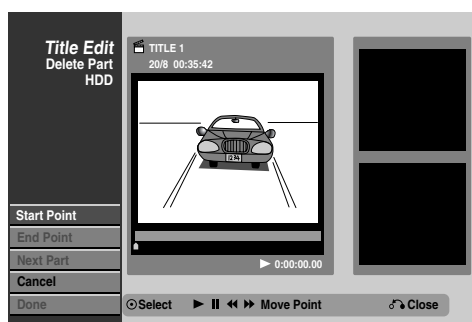 Title Edit
Delete Part
HDD
TITLE 1
20/8 00:35:42
1234
0:00:00.00
Start Point
End Point
Next Part
Cancel
Done
Select Move Point Close